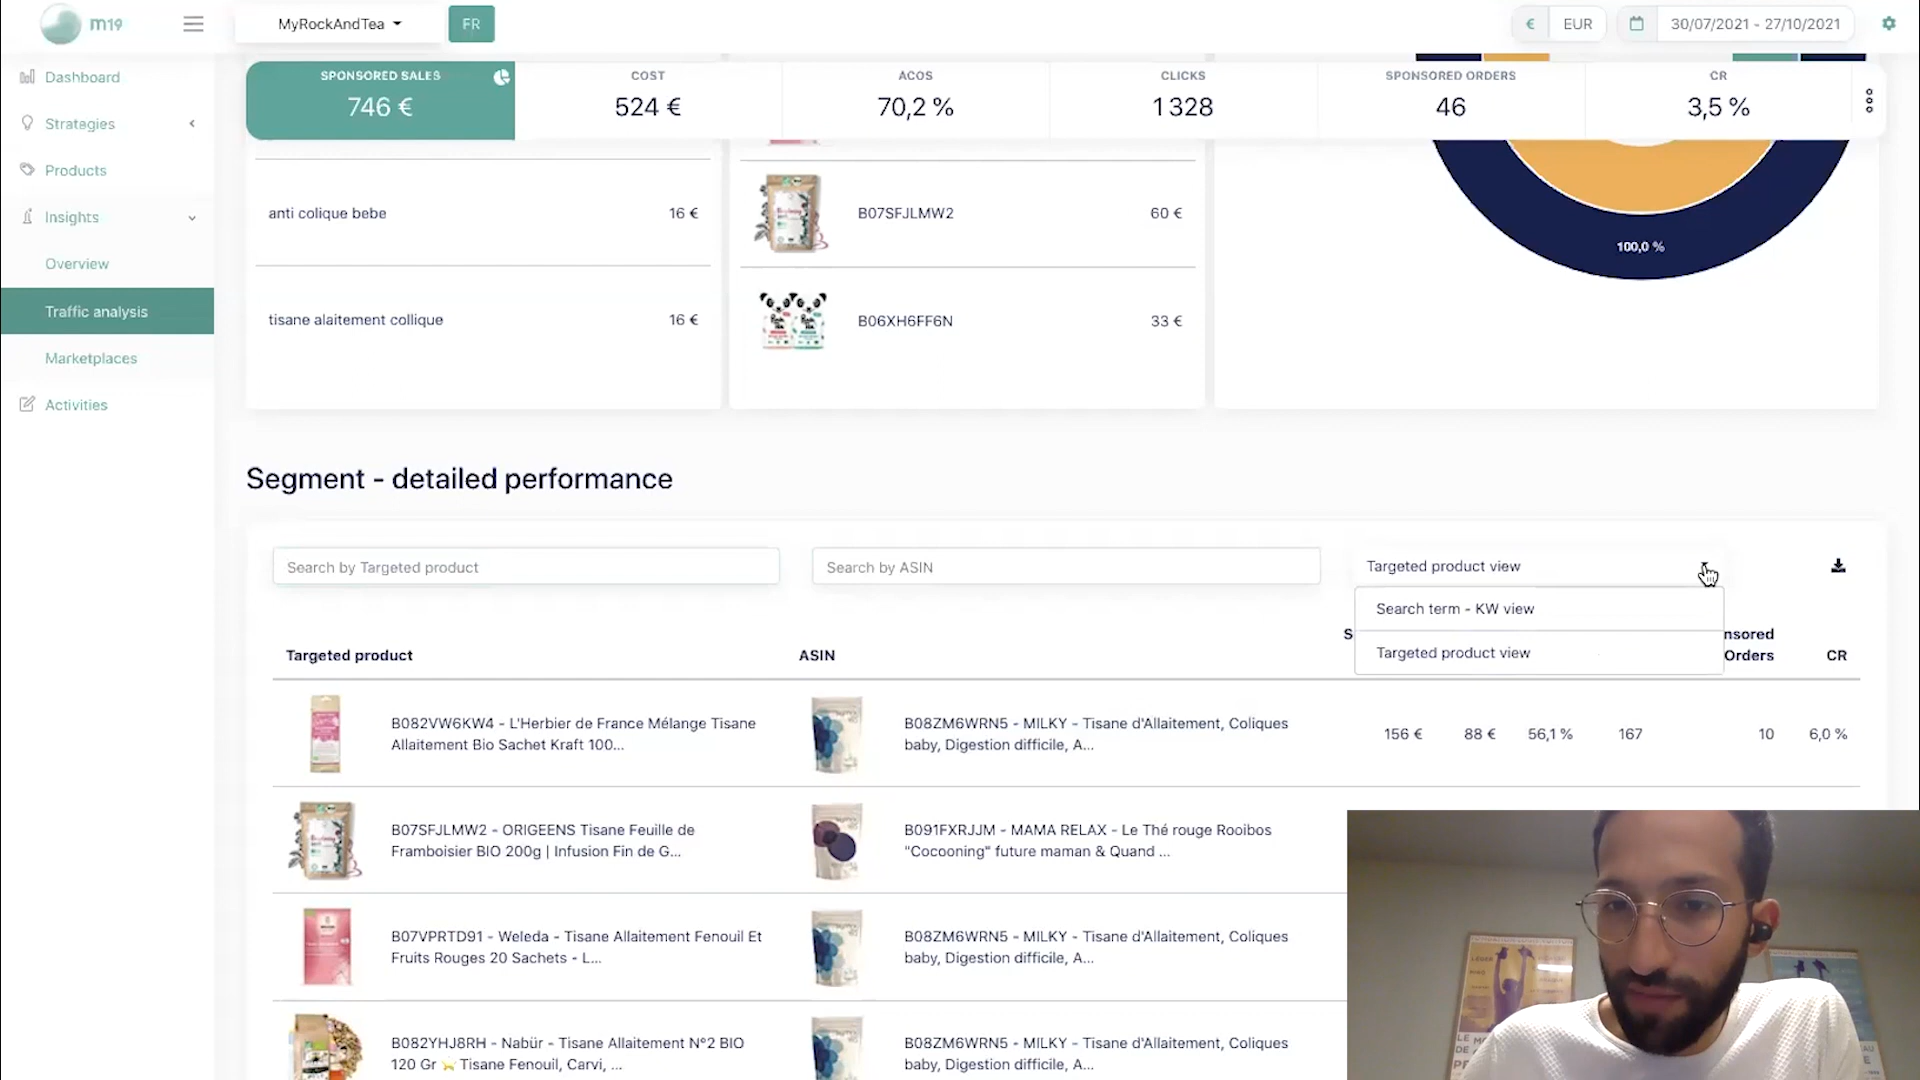 m19
MyRockAndTea
FR
€
EUR
30/07/2021 - 27/10/2021
Dashboard
Strategies
Products
Insights
Overview
Traffic analysis
Marketplaces
Activities
SPONSORED SALES
746 €
COST
524 €
ACOS
70,2 %
CLICKS
1 328
SPONSORED ORDERS
46
CR
3,5 %
anti colique bebe
16 €
tisane alaitement collique
16 €
B07SFJLMW2
60 €
B06XH6FF6N
33 €
100,0 %
Segment - detailed performance
Search by Targeted product
Search by ASIN
Targeted product view
Search term - KW view
Targeted product view
Targeted product
ASIN
S
nsored
Orders
CR
B082VW6KW4 - L'Herbier de France Mélange Tisane
Allaitement Bio Sachet Kraft 100...
B08ZM6WRN5 - MILKY - Tisane d'Allaitement, Coliques
baby, Digestion difficile, A...
156 €
88 €
56,1 %
167
10
6,0 %
B07SFJLMW2 - ORIGEENS Tisane Feuille de
Framboisier BIO 200g | Infusion Fin de G...
B091FXRJJM - MAMA RELAX - Le Thé rouge Rooibos
"Cocooning" future maman & Quand ...
B07VPRTD91 - Weleda - Tisane Allaitement Fenouil Et
Fruits Rouges 20 Sachets - L...
B08ZM6WRN5 - MILKY - Tisane d'Allaitement, Coliques
baby, Digestion difficile, A...
B082YHJ8RH - Nabür - Tisane Allaitement N°2 BIO
120 Gr ⭐ Tisane Fenouil, Carvi, ...
B08ZM6WRN5 - MILKY - Tisane d'Allaitement, Coliques
baby, Digestion difficile, A...